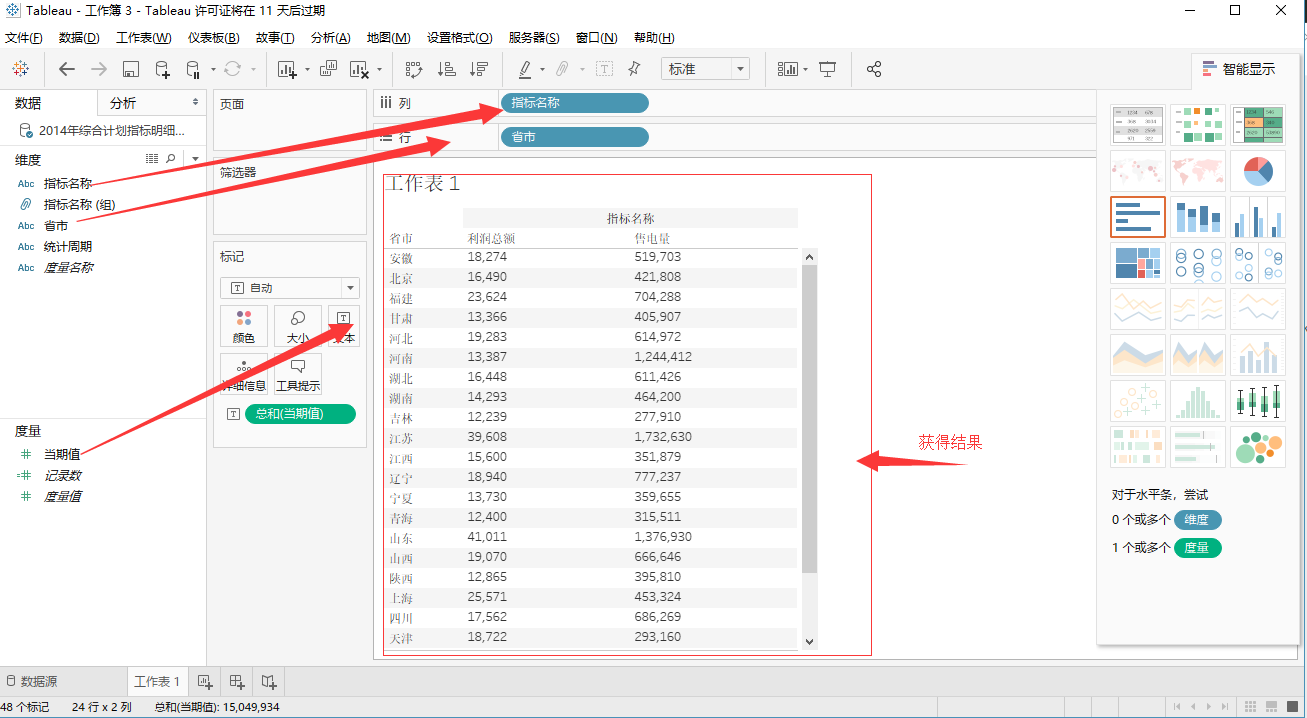 Tableau - 工作簿 3 - Tableau 许可证将在 11 天后过期
文件(F) 数据(D) 工作表(W) 仪表板(B) 故事(T) 分析(A) 地图(M) 设置格式(O) 服务器(S) 窗口(N) 帮助(H)
标准
智能显示
数据 分析
2014年综合计划指标明细...
维度
Abc 指标名称
指标名称 (组)
Abc 省市
Abc 统计周期
Abc 度量名称
度量
当期值
记录数
度量值
页面
筛选器
标记
自动
颜色 大小 文本
详细信息 工具提示
总和(当期值)
列 指标名称
行 省市
工作表 1
指标名称
省市 利润总额 售电量
安徽 18,274 519,703
北京 16,490 421,808
福建 23,624 704,288
甘肃 13,366 405,907
河北 19,283 614,972
河南 13,387 1,244,412
湖北 16,448 611,426
湖南 14,293 464,200
吉林 12,239 277,910
江苏 39,608 1,732,630
江西 15,600 351,879
辽宁 18,940 777,237
宁夏 13,730 359,655
青海 12,400 315,511
山东 41,011 1,376,930
山西 19,070 666,646
陕西 12,865 395,810
上海 25,571 453,324
四川 17,562 686,269
天津 18,722 293,160
获得结果
对于水平条，尝试
0 个或多个 维度
1 个或多个 度量
数据源 工作表 1
48 个标记 24 行 x 2 列 总和(当期值): 15,049,934